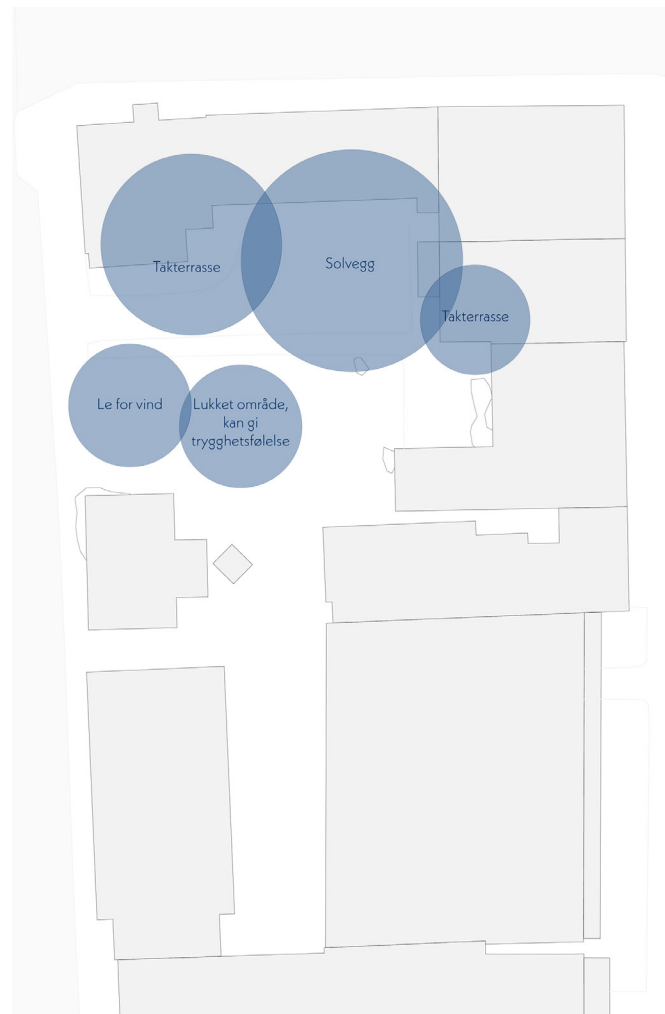 Takterrasse
Solvegg
Takterrasse
Le for vind
Lukket område,
kan gi
trygghetsfølelse